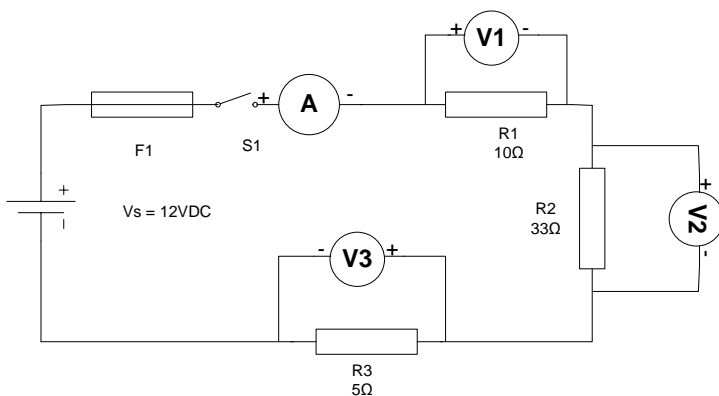 + V1 -
+ A -
F1
S1
R1
10Ω
+
-
Vs = 12VDC
R2
33Ω
+
V2
-
- V3 +
R3
5Ω